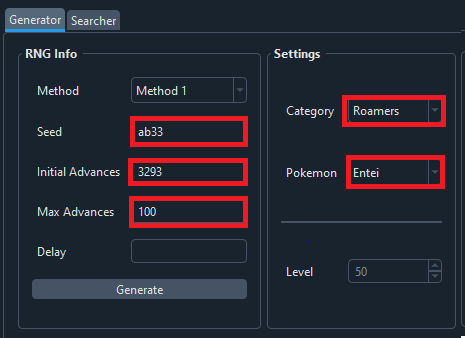 Generator Searcher
RNG Info
Method Method 1
Seed ab33
Initial Advances 3293
Max Advances 100
Delay
Generate
Settings
Category Roamers
Pokemon Entei
Level 50